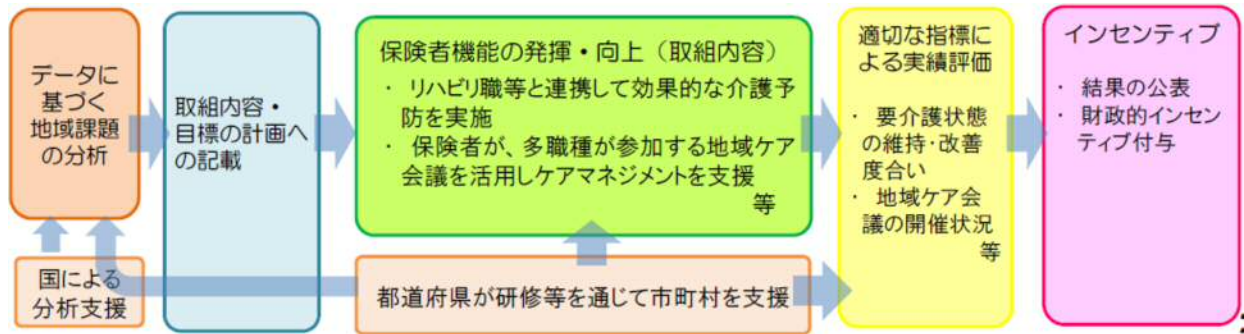 データに
基づく
地域課題
の分析
取組内容・
目標の計画へ
の記載
保険者機能の発揮・向上（取組内容）
・ リハビリ職等と連携して効果的な介護予
防を実施
・ 保険者が、多職種が参加する地域ケア
会議を活用しケアマネジメントを支援
等
適切な指標に
よる実績評価
・ 要介護状態
の維持・改善
度合い
・ 地域ケア会
議の開催状況
等
インセンティブ
・ 結果の公表
・ 財政的インセン
ティブ付与
国による
分析支援
都道府県が研修等を通じて市町村を支援